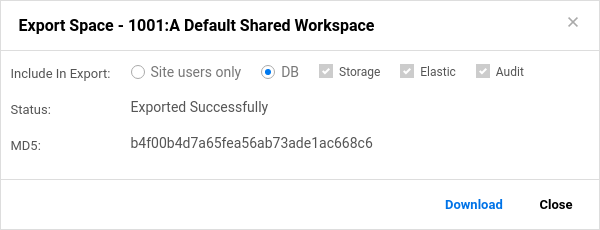 Export Space - 1001:A Default Shared Workspace
Include In Export: Site users only DB Storage Elastic Audit
Status: Exported Successfully
MD5: b4f00b4d7a65fea56ab73ade1ac668c6
Download Close